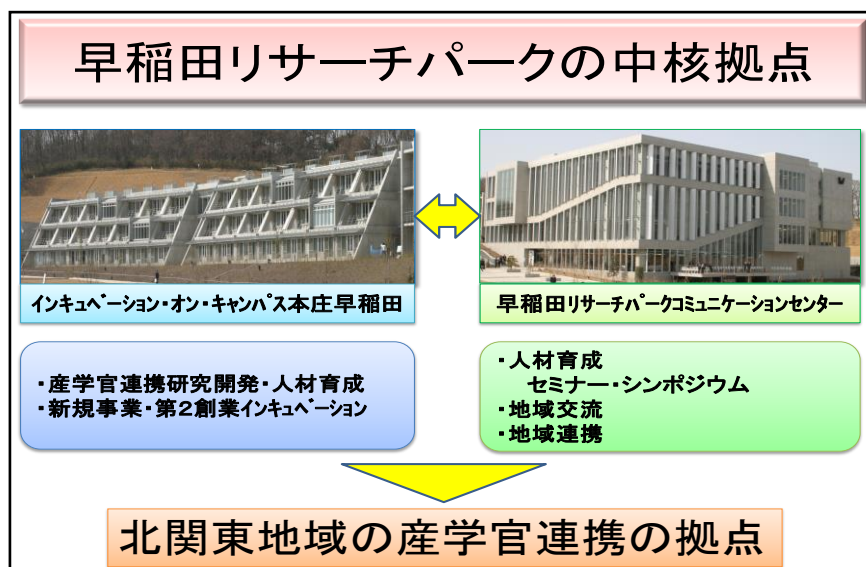 早稲田リサーチパークの中核拠点
インキュベーション・オン・キャンパス本庄早稲田
早稲田リサーチパークコミュニケーションセンター
・産学官連携研究開発・人材育成
・新規事業・第２創業インキュベーション
・人材育成
セミナー・シンポジウム
・地域交流
・地域連携
北関東地域の産学官連携の拠点